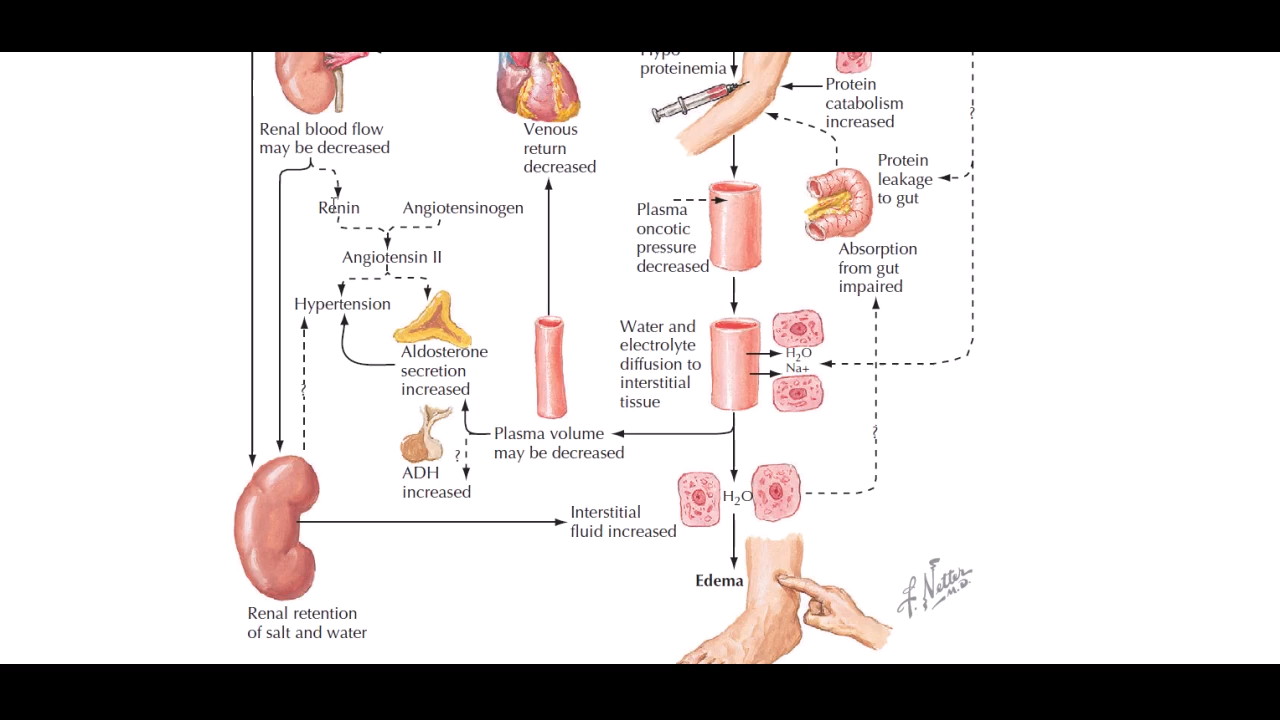 Hypo
proteinemia
Protein
catabolism
increased
Renal blood flow
may be decreased
Venous
return
decreased
?
Protein
leakage
to gut
Renin
Angiotensinogen
Plasma
oncotic
pressure
decreased
Angiotensin II
Absorption
from gut
impaired
Hypertension
Water and
electrolyte
diffusion to
interstitial
tissue
H2O
Na+
Aldosterone
secretion
increased
?
Plasma volume
may be decreased
?
?
ADH
increased
H2O
Interstitial
fluid increased
Edema
F. Netter
M.D.
Renal retention
of salt and water